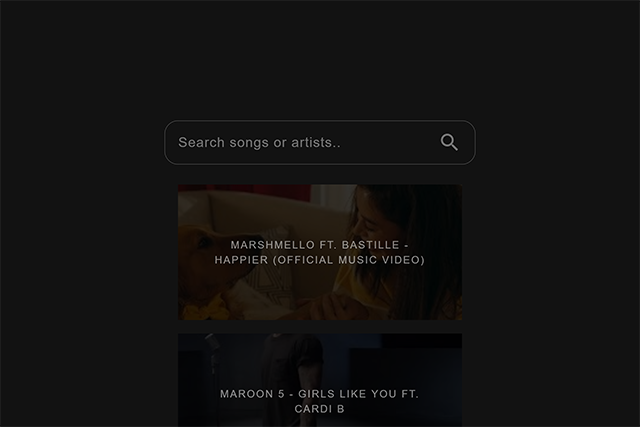 Search songs or artists..
MARSHMELLO FT. BASTILLE -
HAPPIER (OFFICIAL MUSIC VIDEO)
MAROON 5 - GIRLS LIKE YOU FT.
CARDI B